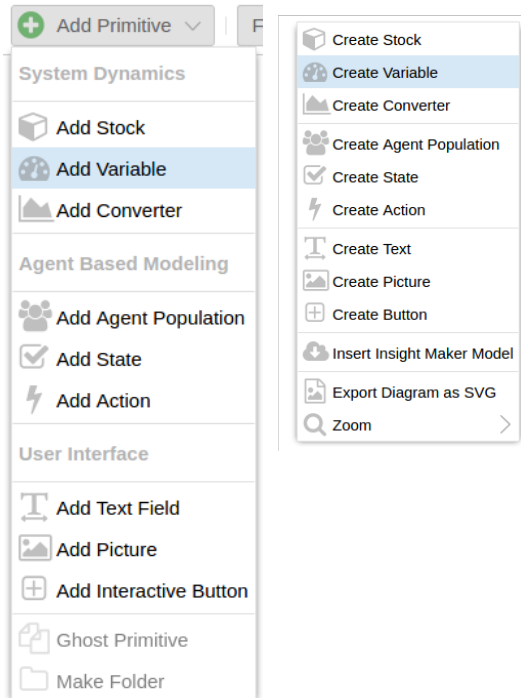 Add Primitive
F
System Dynamics
Add Stock
Add Variable
Add Converter
Agent Based Modeling
Add Agent Population
Add State
Add Action
User Interface
Add Text Field
Add Picture
Add Interactive Button
Ghost Primitive
Make Folder
Create Stock
Create Variable
Create Converter
Create Agent Population
Create State
Create Action
Create Text
Create Picture
Create Button
Insert Insight Maker Model
Export Diagram as SVG
Zoom